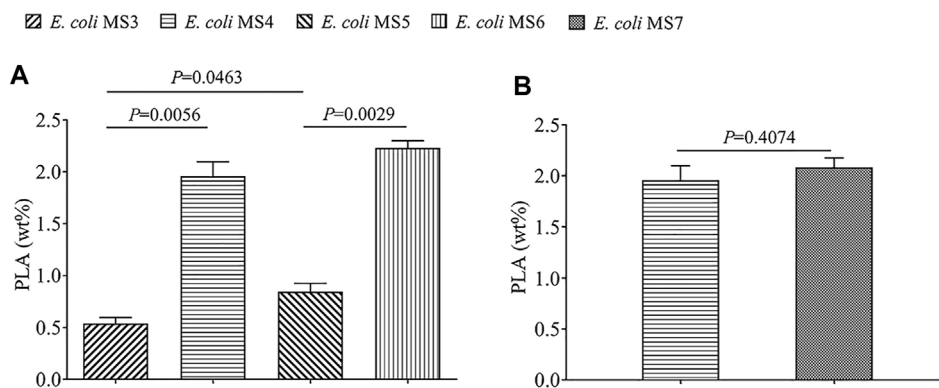 E. coli MS3 E. coli MS4 E. coli MS5 E. coli MS6 E. coli MS7
A
P=0.0463
P=0.0056 P=0.0029
2.5
2.0
1.5
1.0
0.5
0.0
PLA (wt%)
B
P=0.4074
2.5
2.0
1.5
1.0
0.5
0.0
PLA (wt%)